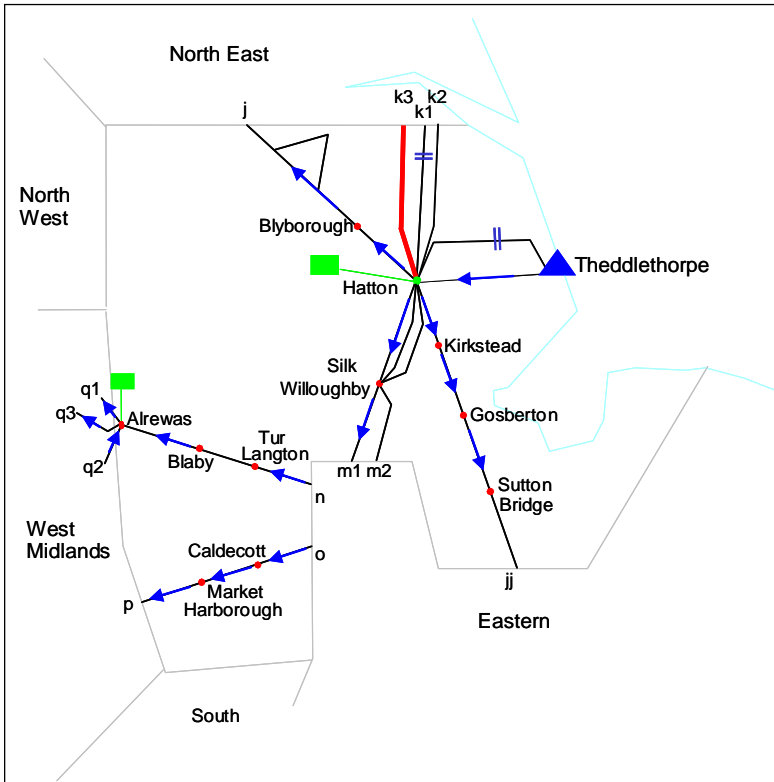 North East
k2
k3
k1
j
North
West
Blyborough
Theddlethorpe
Hatton
Kirkstead
Silk
Willoughby
q1
q3
Alrewas
Gosberton
Tur
Langton
Blaby
q2
m1 m2
Sutton
Bridge
n
West
Midlands
Caldecott
o
Market
Harborough
p
jj
Eastern
South